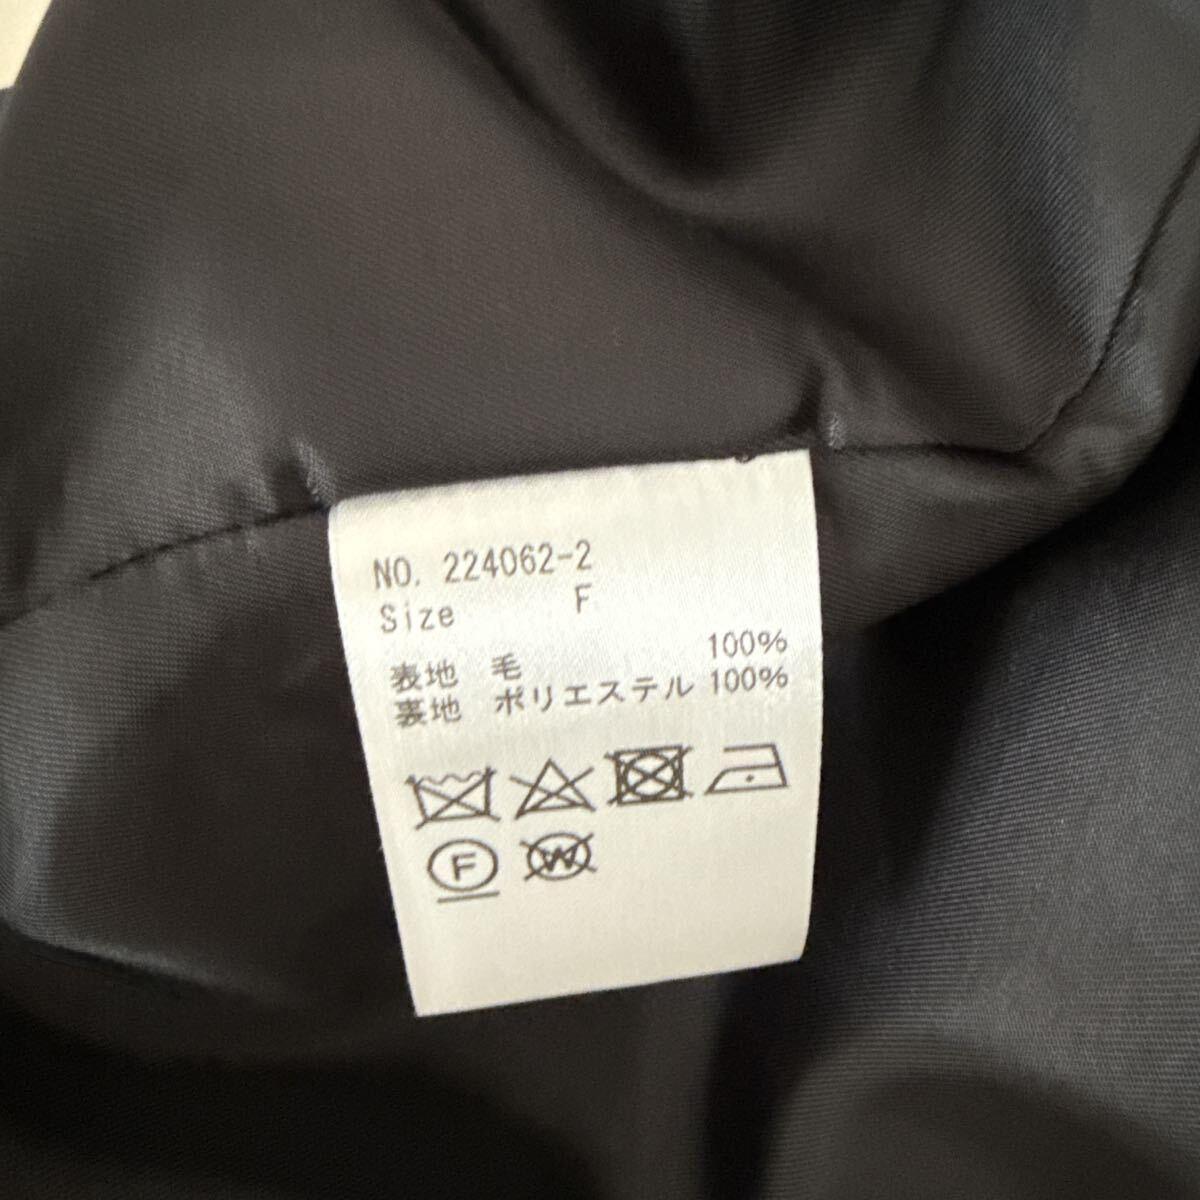 NO. 224062-2
Size F
表地 毛 100%
裏地 ポリエステル 100%
F W